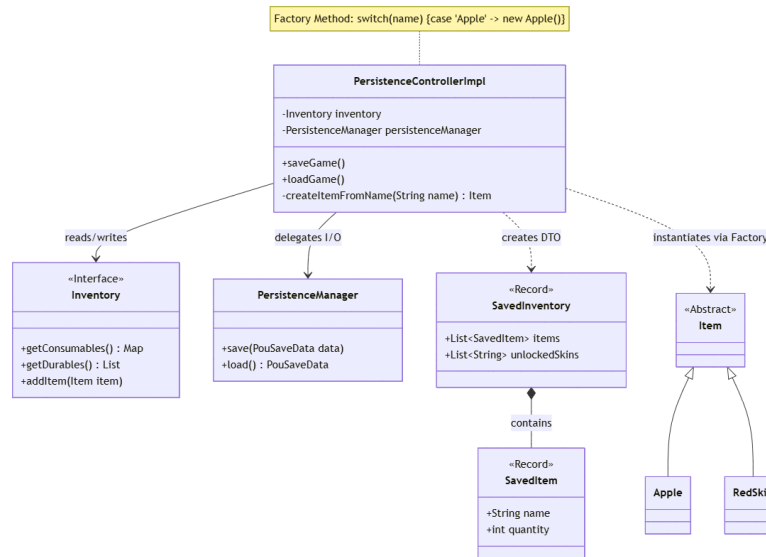 Factory Method: switch(name) {case 'Apple' -> new Apple()}
PersistenceControllerImpl
-Inventory inventory
-PersistenceManager persistenceManager
+saveGame()
+loadGame()
-createItemFromName(String name) : Item
reads/writes
delegates I/O
creates DTO
instantiates via Factory
«Interface»
Inventory
+getConsumables() : Map
+getDurables() : List
+addItem(Item item)
PersistenceManager
+save(PouSaveData data)
+load() : PouSaveData
«Record»
SavedInventory
+List<SavedItem> items
+List<String> unlockedSkins
«Abstract»
Item
contains
«Record»
SavedItem
+String name
+int quantity
Apple